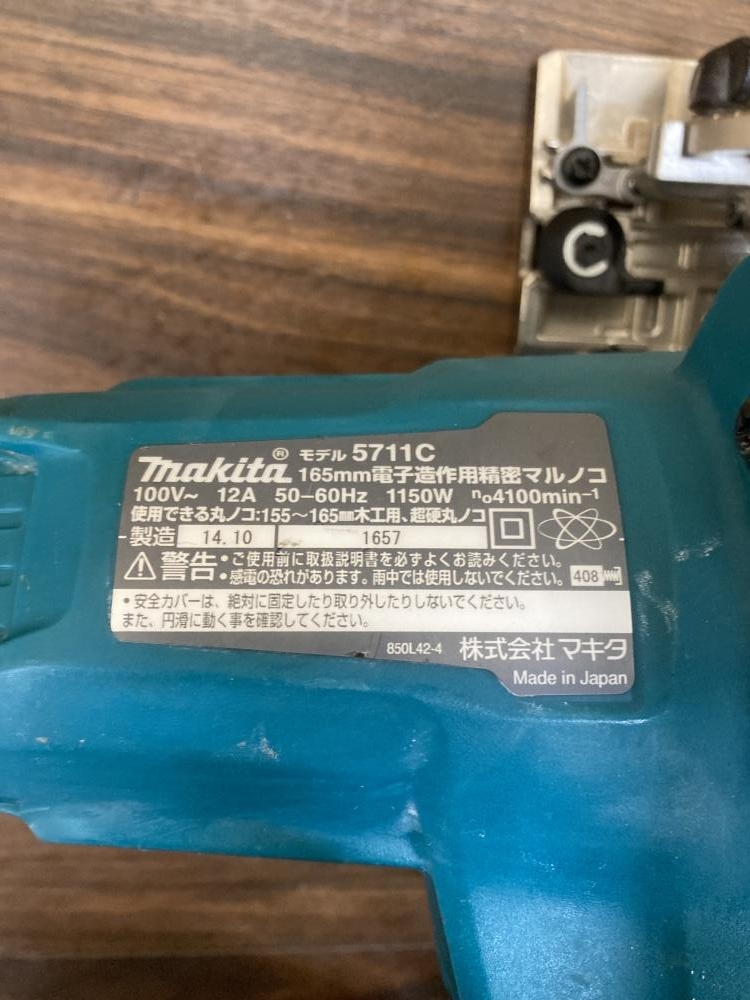 makita® モデル 5711C
165mm電子造作用精密マルノコ
100V~ 12A 50-60Hz 1150W n₀4100min⁻¹
使用できる丸ノコ:155~165㎜木工用、超硬丸ノコ
製造 14.10 1657
警告 •ご使用前に取扱説明書を必ずよくお読みください。
•感電の恐れがあります。雨中では使用しないでください。 408
•安全カバーは、絶対に固定したり取り外したりしないでください。
また、円滑に動く事を確認してください。
850L42-4 株式会社マキタ
Made in Japan
C